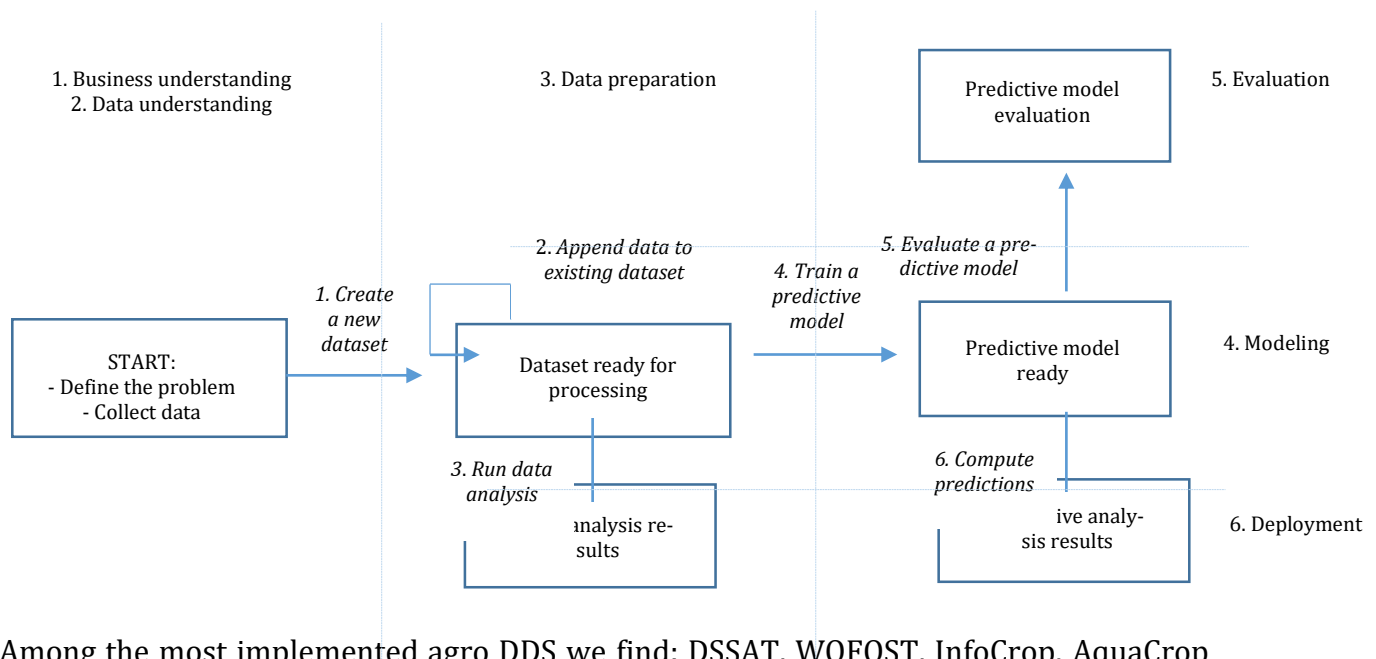 1. Business understanding
2. Data understanding
3. Data preparation
Predictive model
evaluation
5. Evaluation
2. Append data to
existing dataset
5. Evaluate a pre-
dictive model
4. Train a
predictive
model
1. Create
a new
dataset
START:
- Define the problem
- Collect data
Dataset ready for
processing
Predictive model
ready
4. Modeling
3. Run data
analysis
6. Compute
predictions
analysis re-
sults
ive analy-
sis results
6. Deployment
Among the most implemented agro DDS we find: DSSAT, WOFOST, InfoCrop, AquaCrop